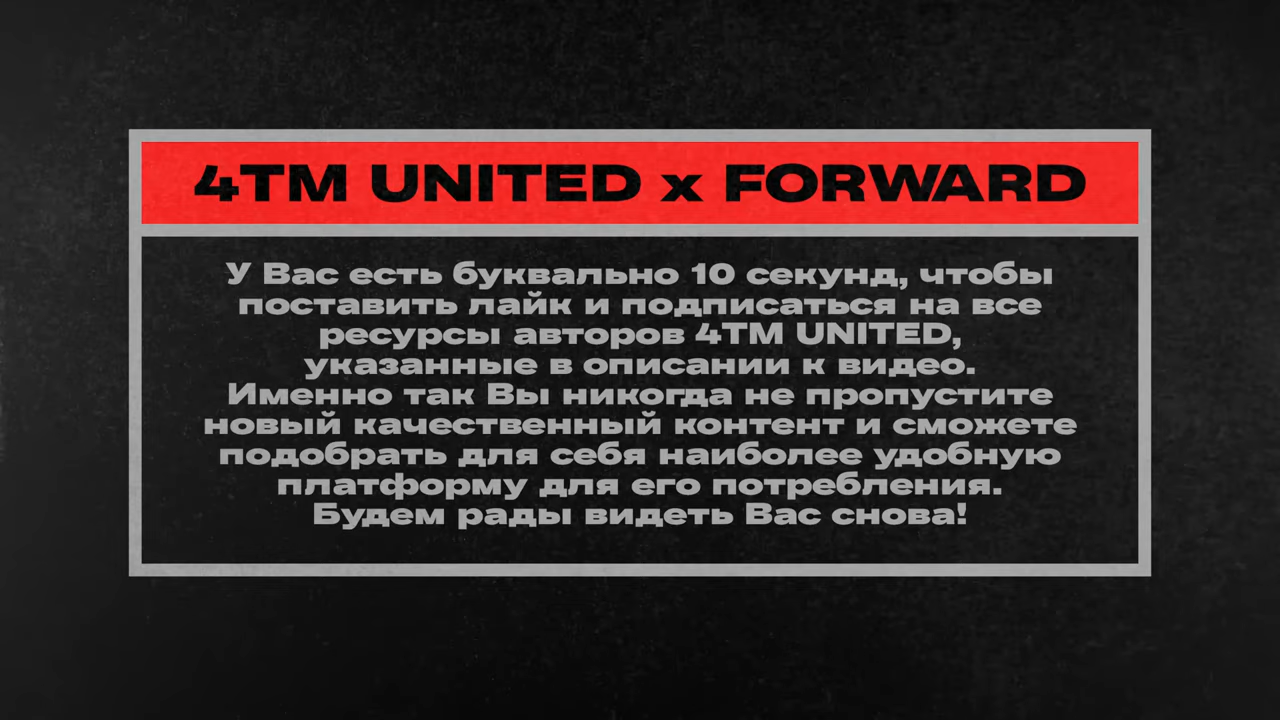 4TM UNITED x FORWARD
У Вас есть буквально 10 секунд, чтобы
поставить лайк и подписаться на все
ресурсы авторов 4TM UNITED,
указанные в описании к видео.
Именно так Вы никогда не пропустите
новый качественный контент и сможете
подобрать для себя наиболее удобную
платформу для его потребления.
Будем рады видеть Вас снова!